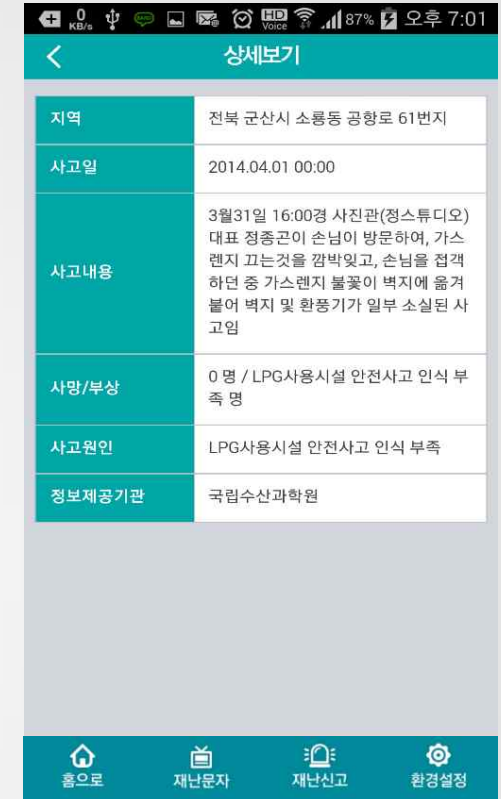 0
KB/s
HD
Voice
87%
오후 7:01
상세보기
지역
전북 군산시 소룡동 공항로 61번지
사고일
2014.04.01 00:00
사고내용
3월31일 16:00경 사진관(정스튜디오)
대표 정종곤이 손님이 방문하여, 가스
렌지 끄는것을 깜박잊고, 손님을 접객
하던 중 가스렌지 불꽃이 벽지에 옮겨
붙어 벽지 및 환풍기가 일부 소실된 사
고임
사망/부상
0 명 / LPG사용시설 안전사고 인식 부
족 명
사고원인
LPG사용시설 안전사고 인식 부족
정보제공기관
국립수산과학원
홈으로
재난문자
재난신고
환경설정